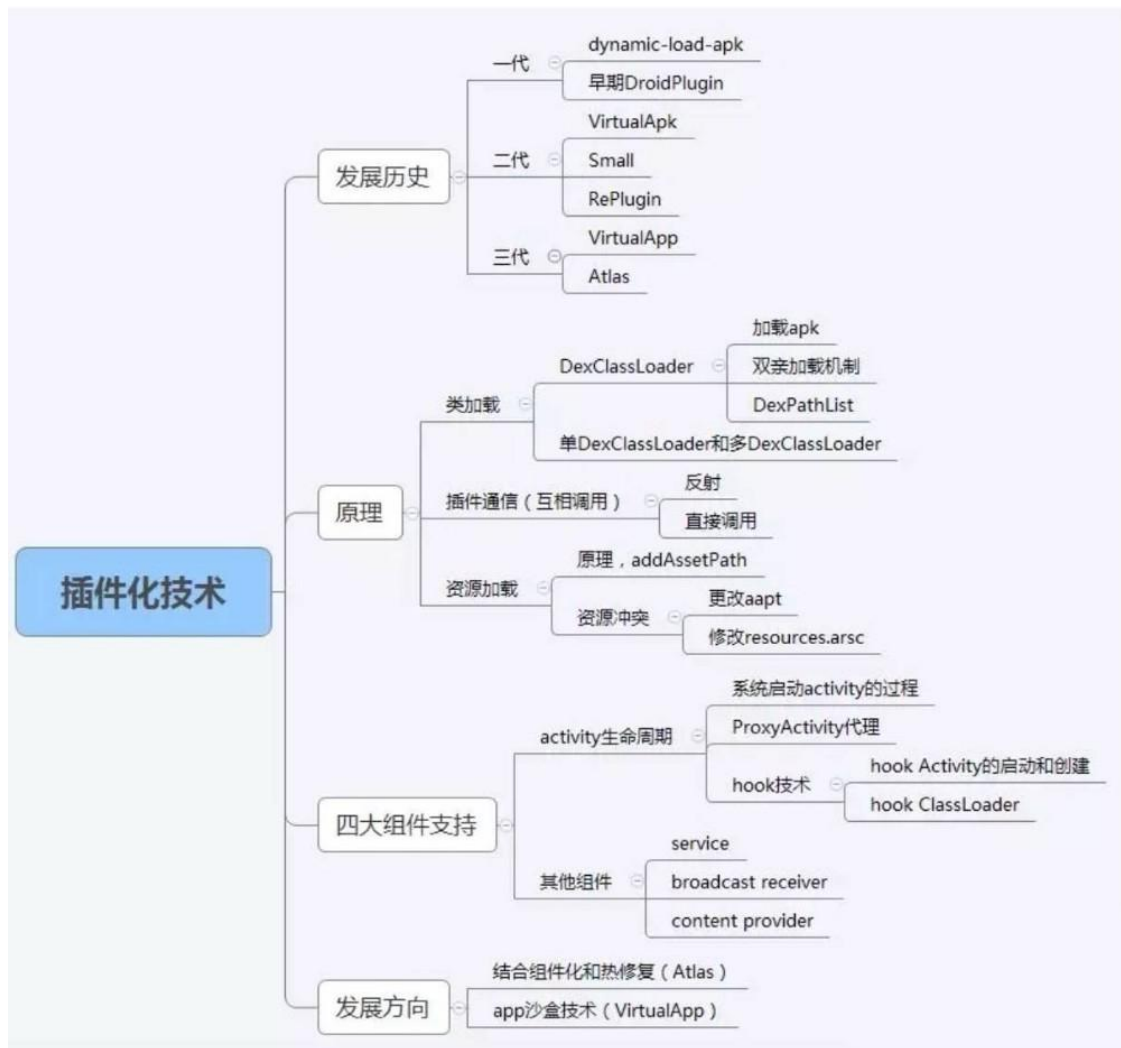 插件化技术
发展历史
一代
dynamic-load-apk
早期DroidPlugin
二代
VirtualApk
Small
RePlugin
三代
VirtualApp
Atlas
原理
类加载
DexClassLoader
加载apk
双亲加载机制
DexPathList
单DexClassLoader和多DexClassLoader
插件通信（互相调用）
反射
直接调用
资源加载
原理，addAssetPath
资源冲突
更改aapt
修改resources.arsc
四大组件支持
activity生命周期
系统启动activity的过程
ProxyActivity代理
hook技术
hook Activity的启动和创建
hook ClassLoader
其他组件
service
broadcast receiver
content provider
发展方向
结合组件化和热修复（Atlas）
app沙盒技术（VirtualApp）